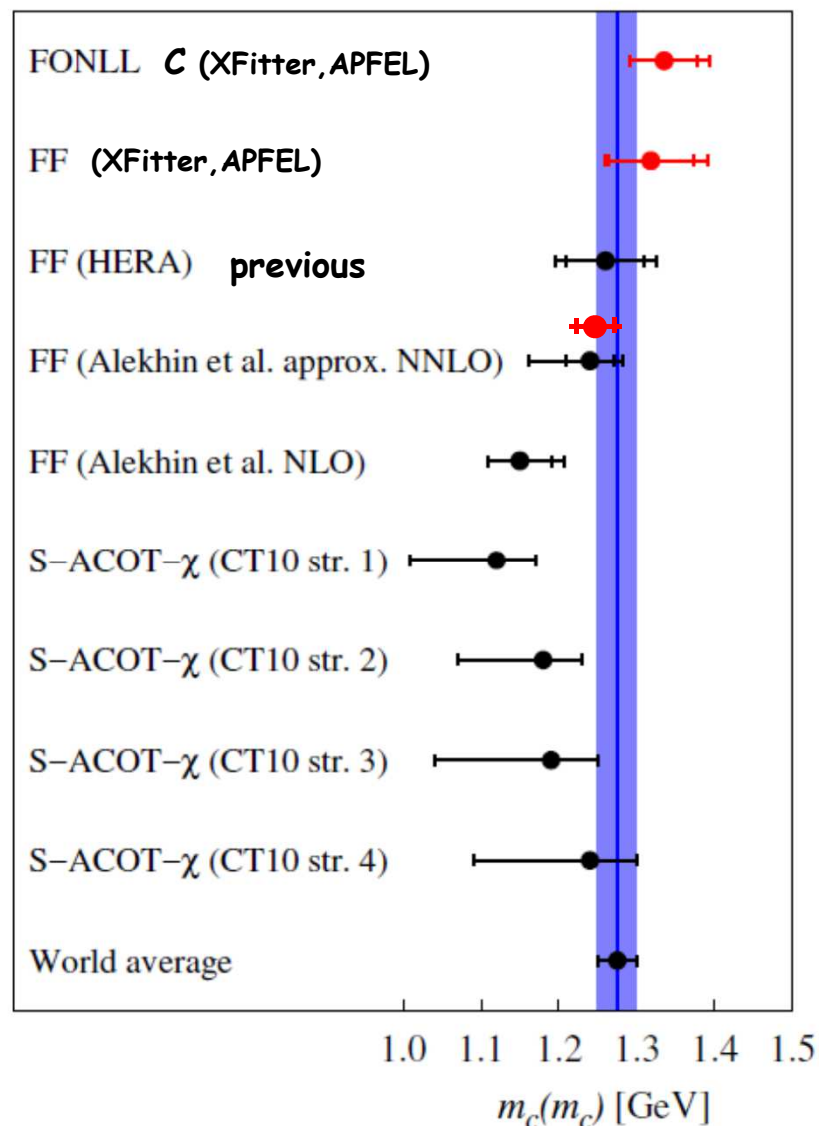 FONLL C (XFitter, APFEL)
FF (XFitter, APFEL)
FF (HERA) previous
FF (Alekhin et al. approx. NNLO)
FF (Alekhin et al. NLO)
S−ACOT−χ (CT10 str. 1)
S−ACOT−χ (CT10 str. 2)
S−ACOT−χ (CT10 str. 3)
S−ACOT−χ (CT10 str. 4)
World average
1.0 1.1 1.2 1.3 1.4 1.5
m_c(m_c) [GeV]